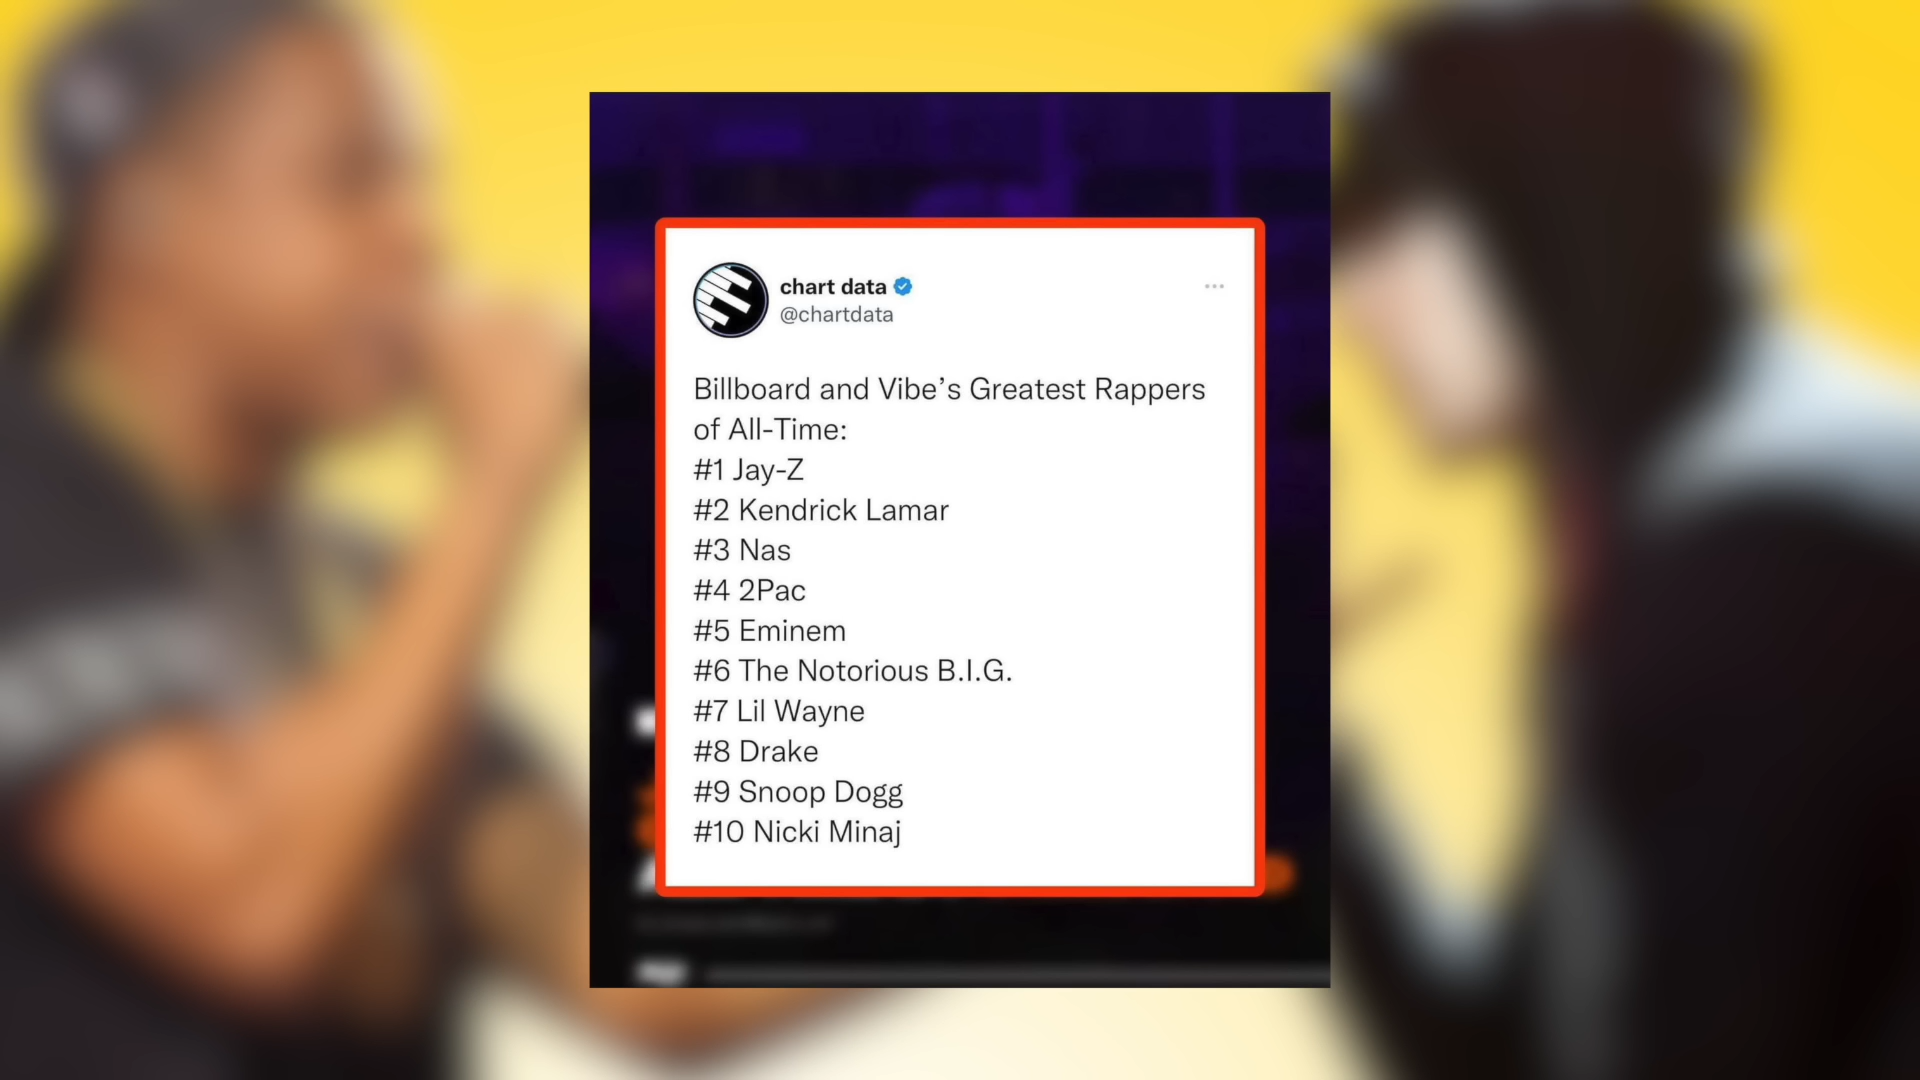 chart data
@chartdata
Billboard and Vibe’s Greatest Rappers
of All-Time:
#1 Jay-Z
#2 Kendrick Lamar
#3 Nas
#4 2Pac
#5 Eminem
#6 The Notorious B.I.G.
#7 Lil Wayne
#8 Drake
#9 Snoop Dogg
#10 Nicki Minaj